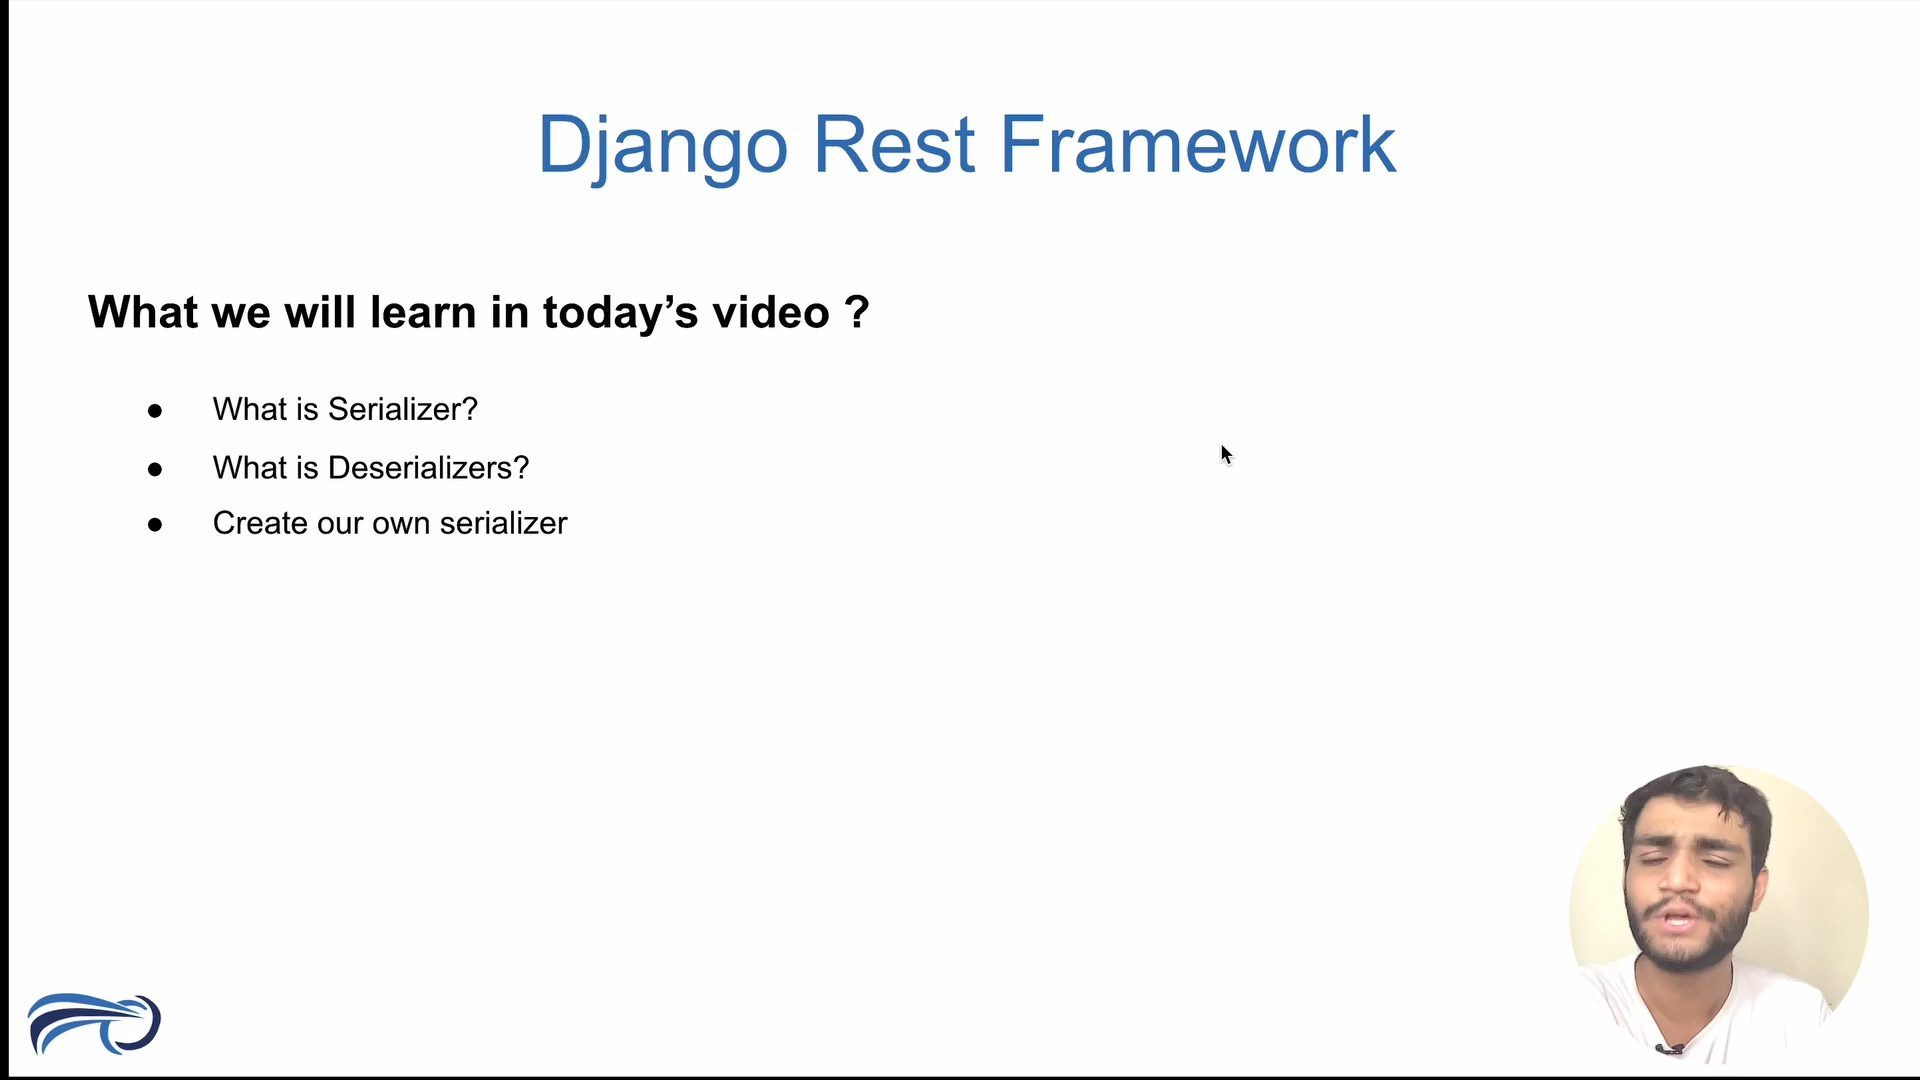 Django Rest Framework
What we will learn in today’s video ?
● What is Serializer?
● What is Deserializers?
● Create our own serializer